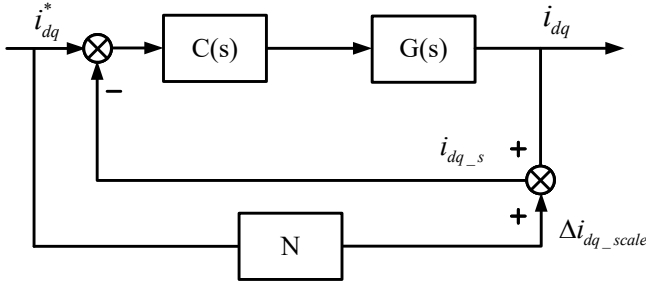 i*dq
C(s)
G(s)
idq
−
idq_s
+
+
N
Δidq_scale